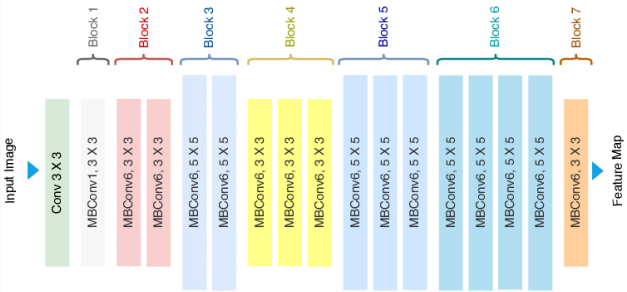 Block 1
Block 2
Block 3
Block 4
Block 5
Block 6
Block 7
Input Image
Conv 3 X 3
MBConv1, 3 X 3
MBConv6, 3 X 3
MBConv6, 3 X 3
MBConv6, 5 X 5
MBConv6, 5 X 5
MBConv6, 3 X 3
MBConv6, 3 X 3
MBConv6, 3 X 3
MBConv6, 5 X 5
MBConv6, 5 X 5
MBConv6, 5 X 5
MBConv6, 5 X 5
MBConv6, 5 X 5
MBConv6, 5 X 5
MBConv6, 5 X 5
MBConv6, 3 X 3
Feature Map